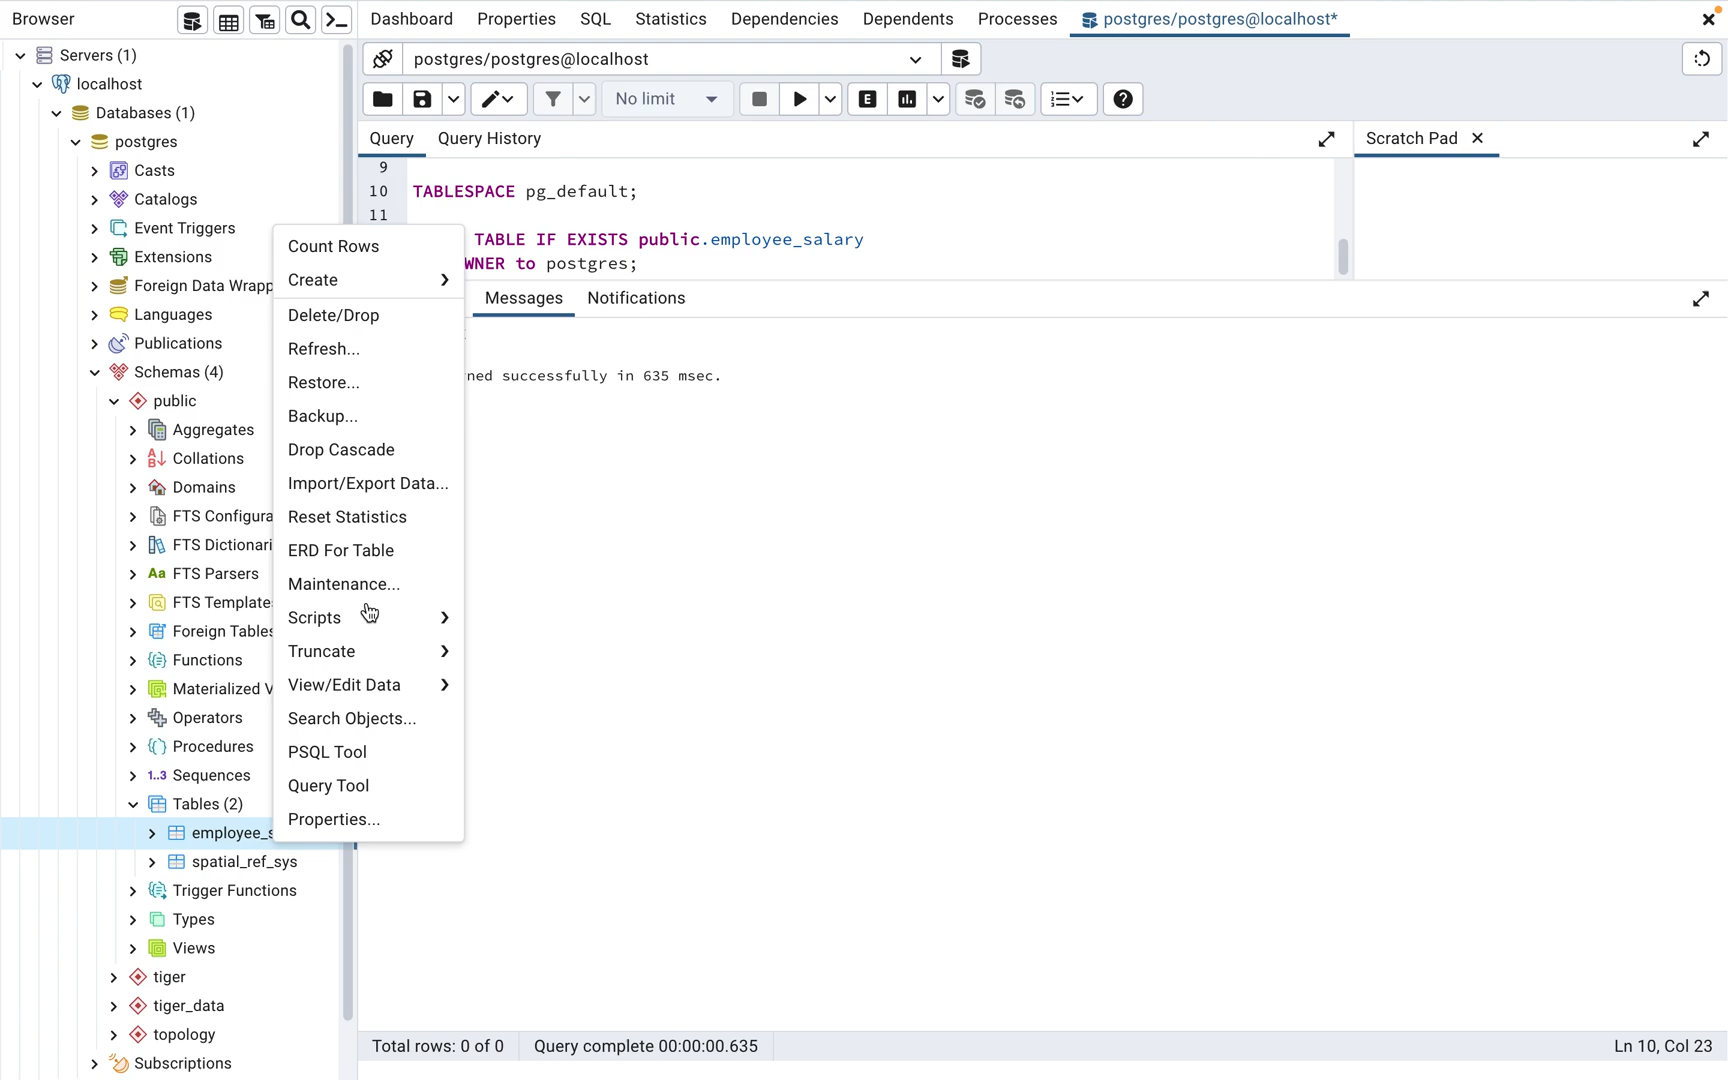 Browser
Dashboard Properties SQL Statistics Dependencies Dependents Processes postgres/postgres@localhost*
Servers (1)
localhost
Databases (1)
postgres
Casts
Catalogs
Event Triggers
Extensions
Foreign Data Wrapp
Languages
Publications
Schemas (4)
public
Aggregates
Collations
Domains
FTS Configura
FTS Dictionari
Aa FTS Parsers
FTS Template
Foreign Tables
Functions
Materialized V
Operators
Procedures
1..3 Sequences
Tables (2)
employee_s
spatial_ref_sys
Trigger Functions
Types
Views
tiger
tiger_data
topology
Subscriptions
Count Rows
Create
Delete/Drop
Refresh...
Restore...
Backup...
Drop Cascade
Import/Export Data...
Reset Statistics
ERD For Table
Maintenance...
Scripts
Truncate
View/Edit Data
Search Objects...
PSQL Tool
Query Tool
Properties...
postgres/postgres@localhost
No limit
E
Query Query History
Scratch Pad
9
10 TABLESPACE pg_default;
11
TABLE IF EXISTS public.employee_salary
WNER to postgres;
Messages Notifications
ned successfully in 635 msec.
Total rows: 0 of 0 Query complete 00:00:00.635 Ln 10, Col 23